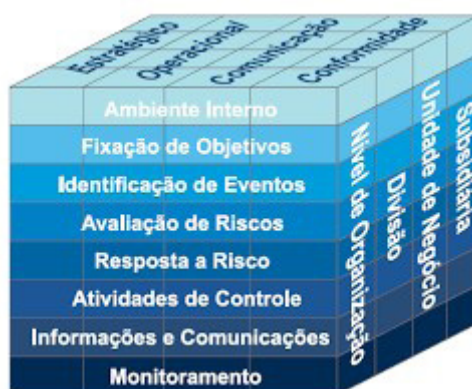 Estratégico
Operacional
Comunicação
Conformidade
Ambiente Interno
Fixação de Objetivos
Identificação de Eventos
Avaliação de Riscos
Resposta a Risco
Atividades de Controle
Informações e Comunicações
Monitoramento
Nível de Organização
Divisão
Unidade de Negócio
Subsidiária